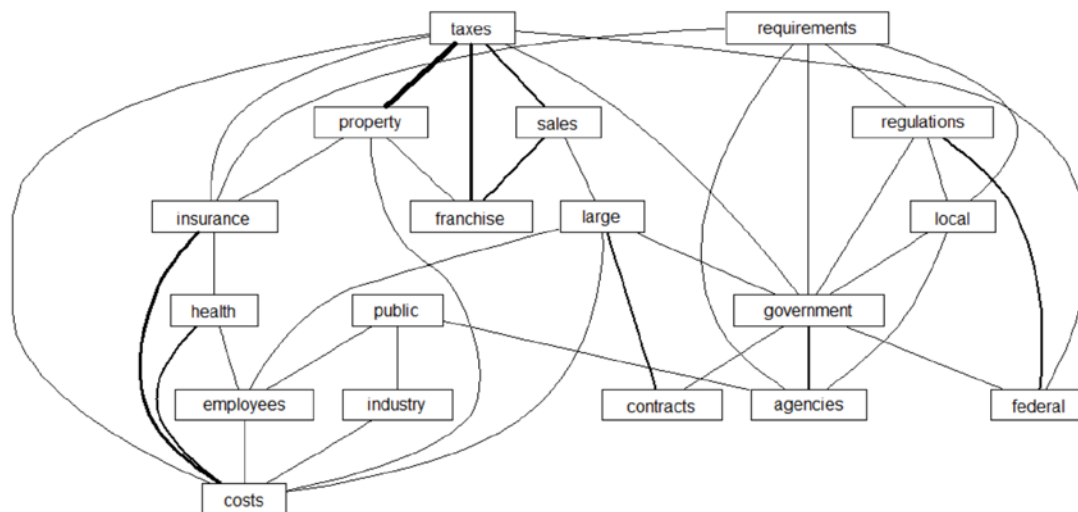 taxes
requirements
property
sales
regulations
insurance
franchise
large
local
health
public
government
employees
industry
contracts
agencies
federal
costs